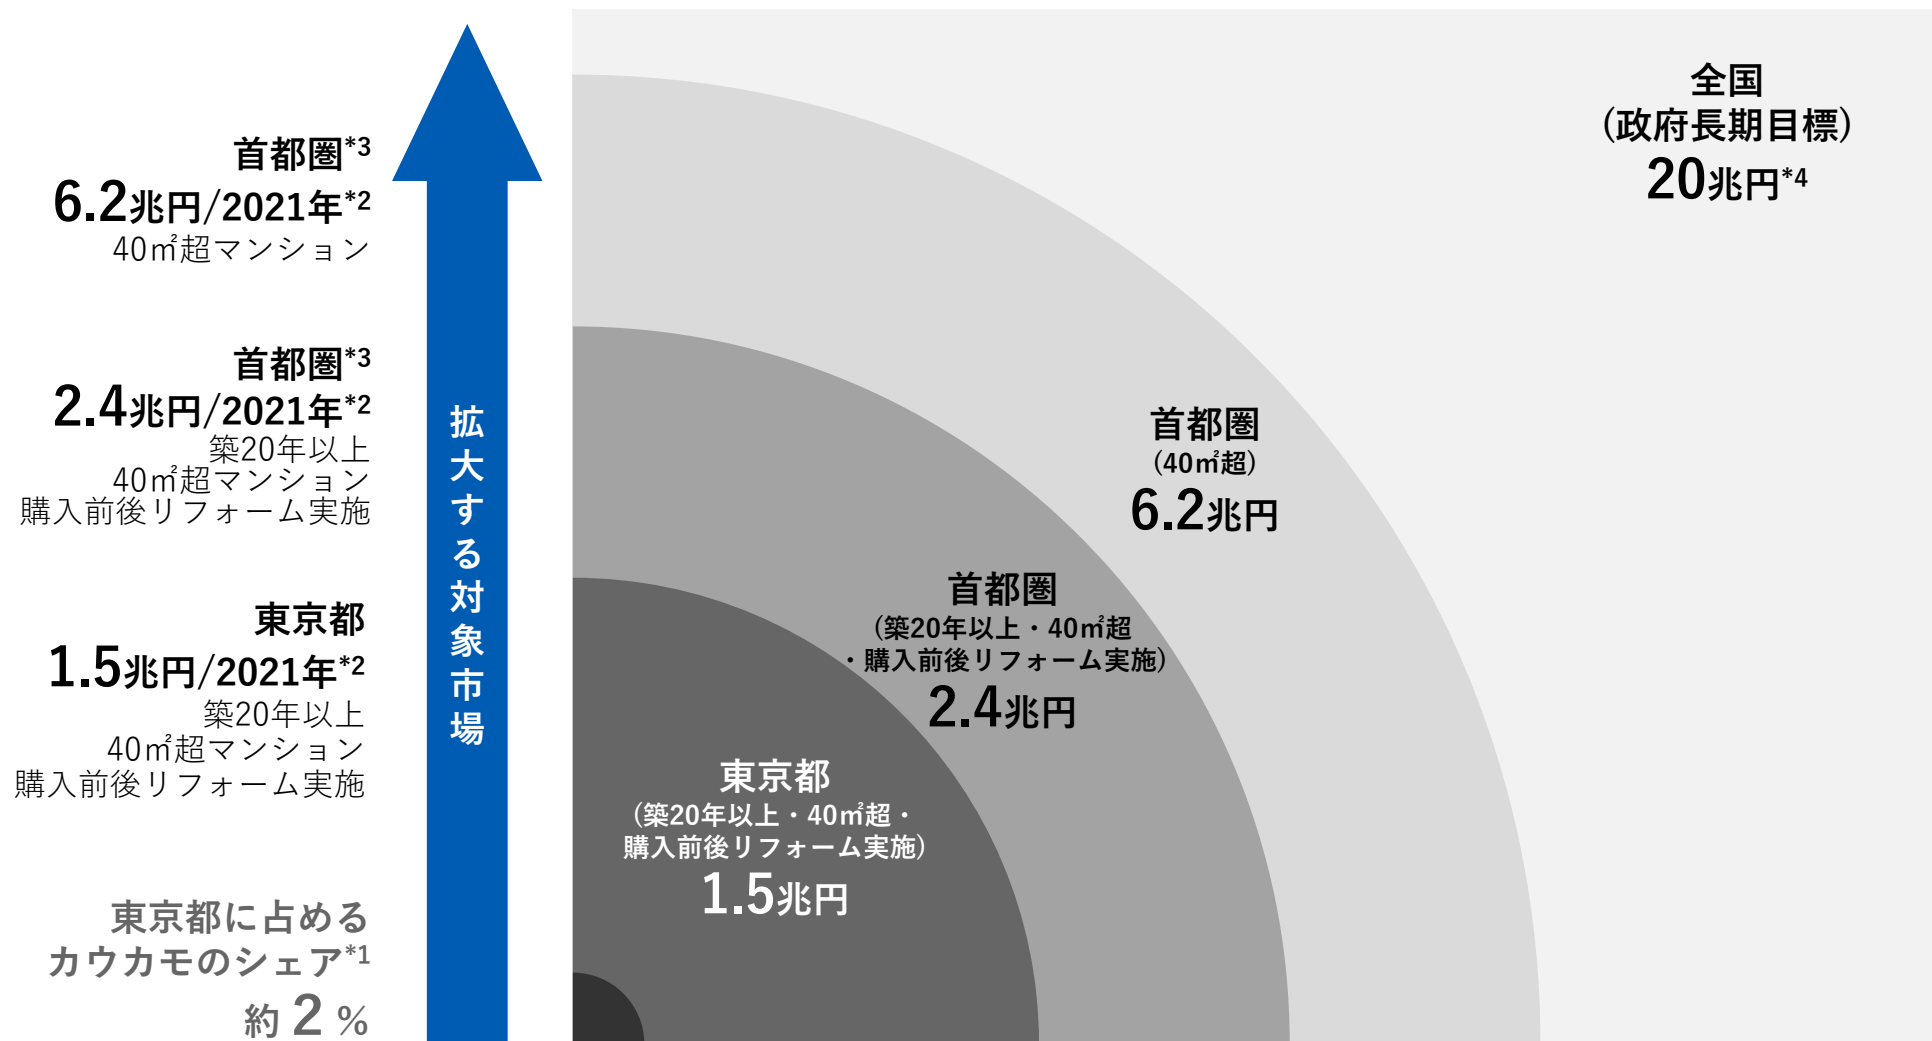 首都圏*3
6.2兆円/2021年*2
40㎡超マンション
首都圏*3
2.4兆円/2021年*2
築20年以上
40㎡超マンション
購入前後リフォーム実施
東京都
1.5兆円/2021年*2
築20年以上
40㎡超マンション
購入前後リフォーム実施
東京都に占める
カウカモのシェア*1
約 2 %
拡大する対象市場
全国
(政府長期目標)
20兆円*4
首都圏
(40㎡超)
6.2兆円
首都圏
(築20年以上・40㎡超
・購入前後リフォーム実施)
2.4兆円
東京都
(築20年以上・40㎡超・
購入前後リフォーム実施)
1.5兆円